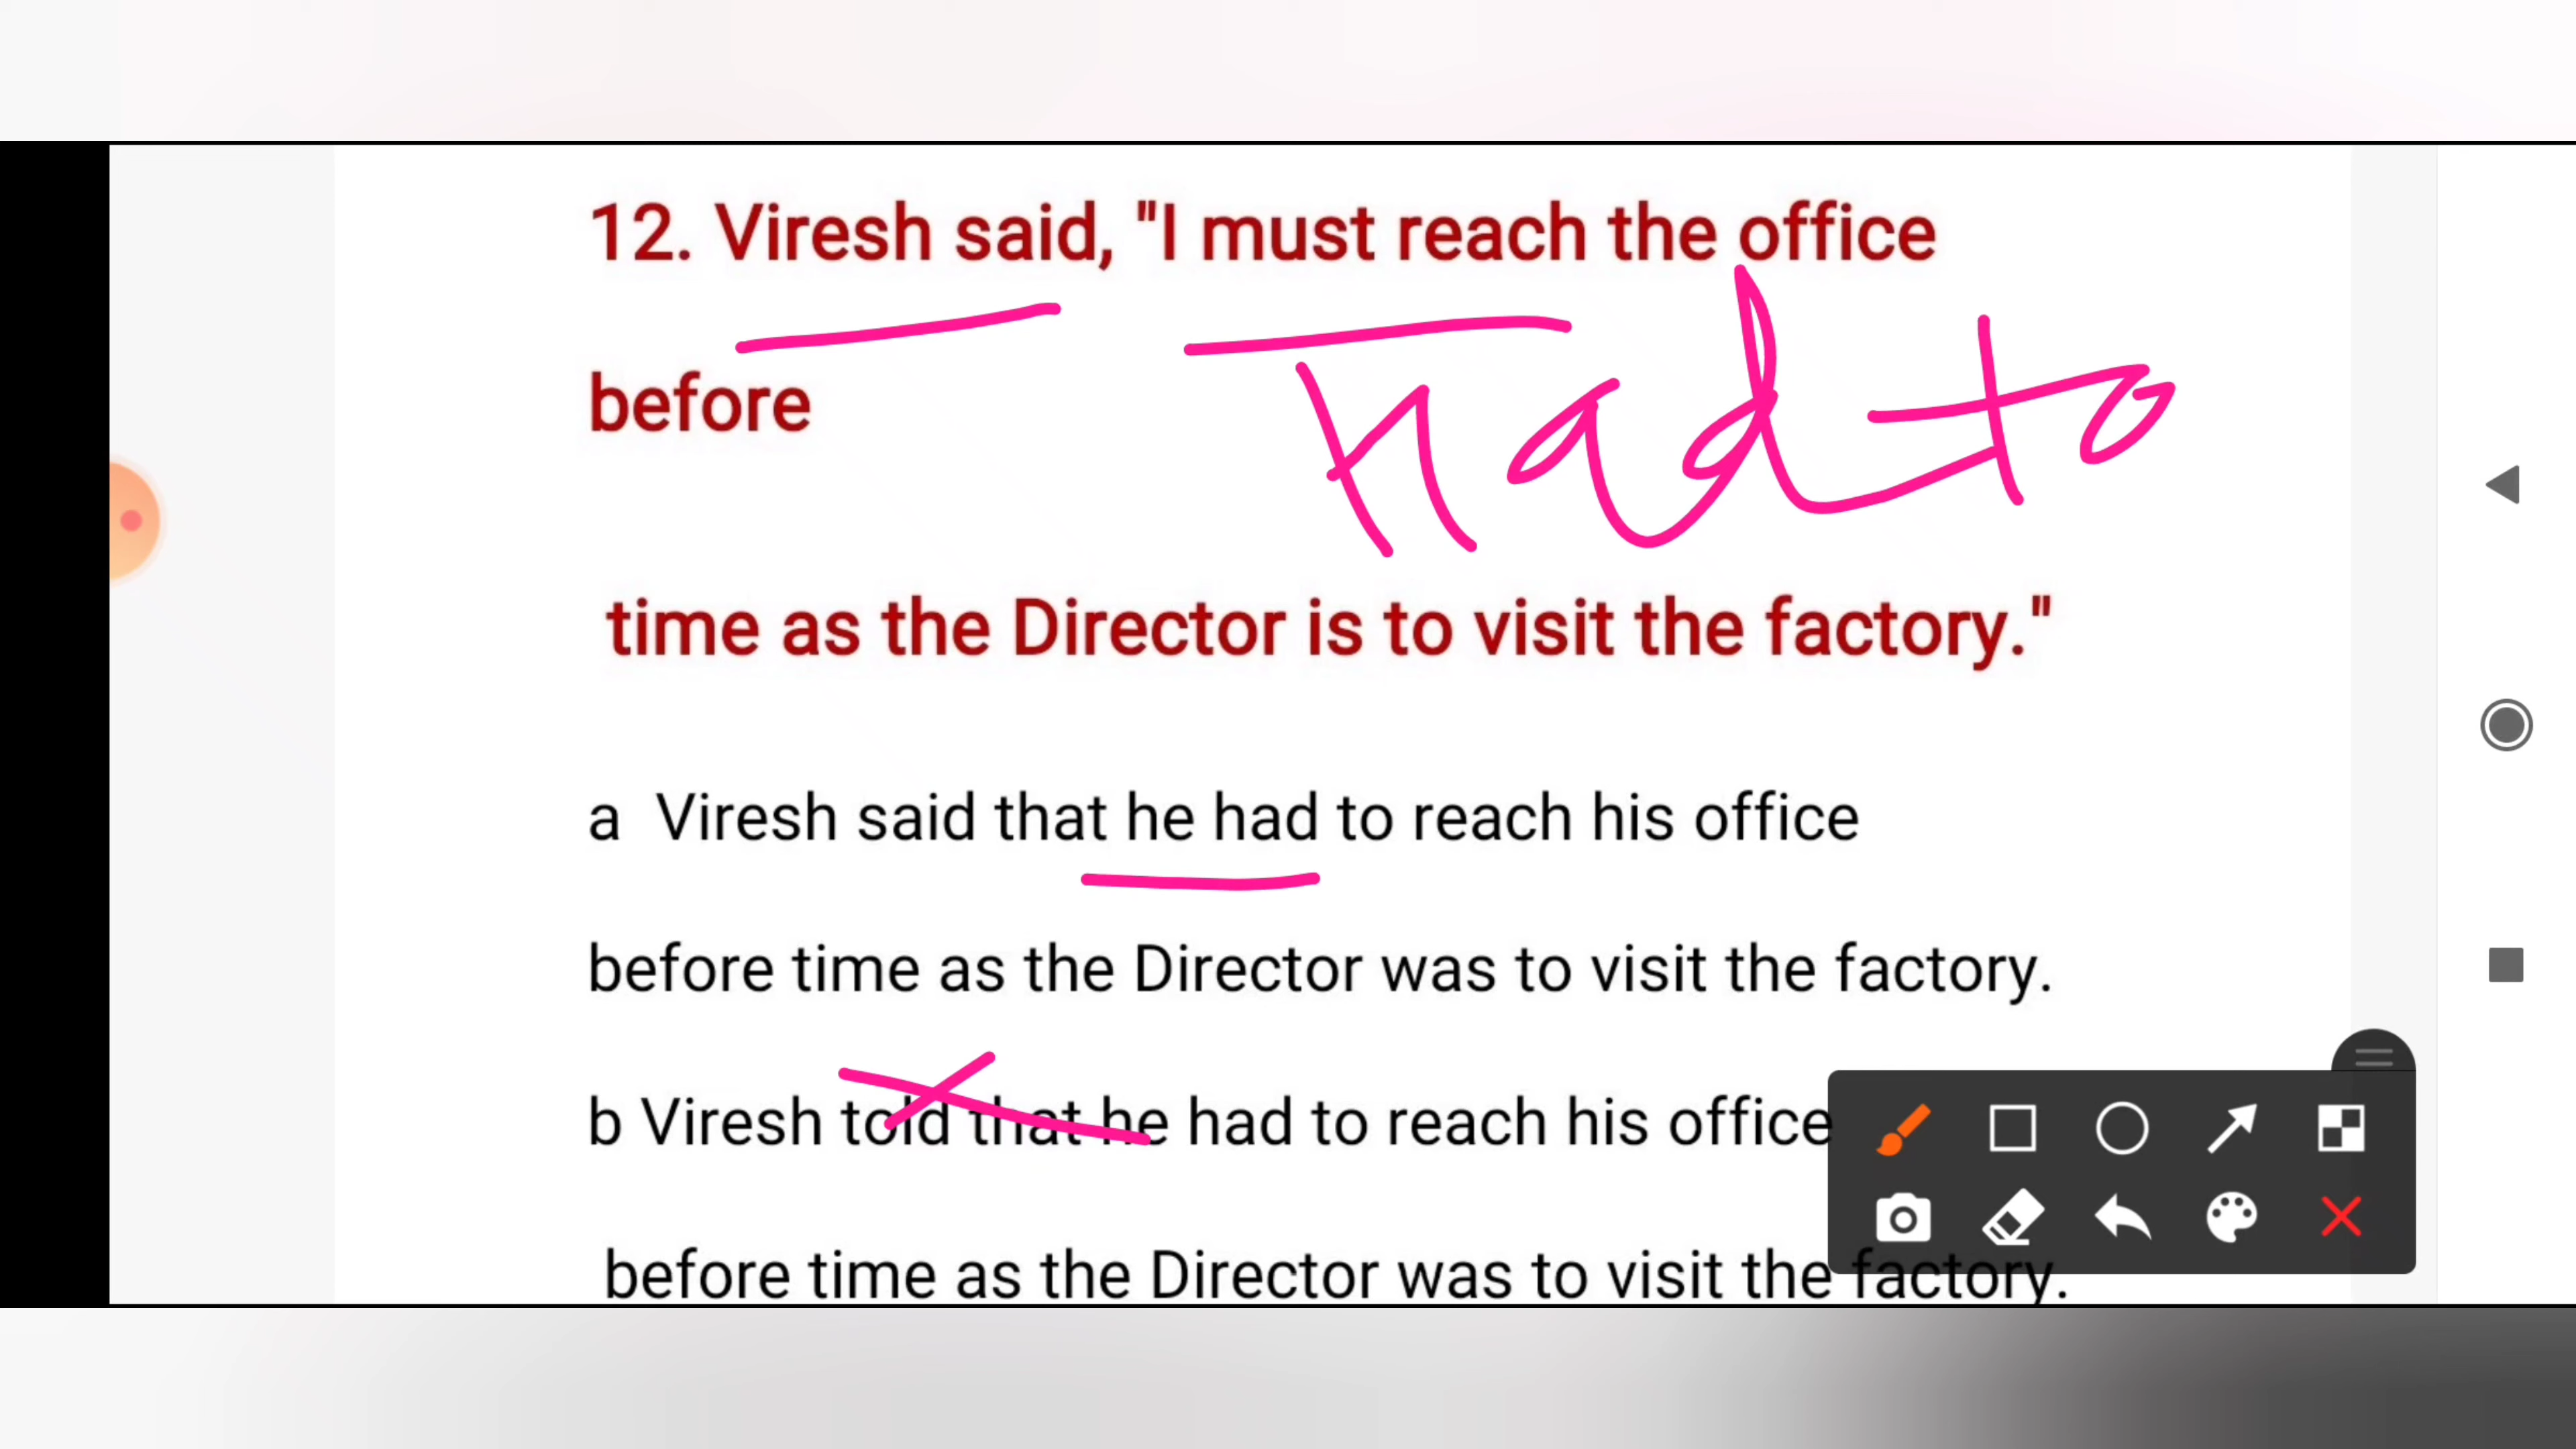 12. Viresh said, "I must reach the office
before
had to
time as the Director is to visit the factory."
a Viresh said that he had to reach his office
before time as the Director was to visit the factory.
b Viresh told that he had to reach his office
before time as the Director was to visit the factory.